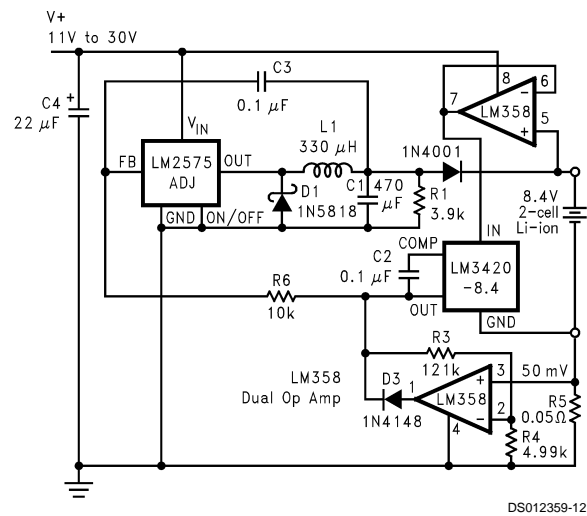 V+
11V to 30V
C4
+
22 µF
C3
0.1 µF
VIN
FB
LM2575
ADJ
OUT
GND
ON/OFF
L1
330 µH
D1
1N5818
C1
470
µF
1N4001
R1
3.9k
7
8
6
-
LM358
+
5
8.4V
2-cell
Li-ion
IN
COMP
LM3420
-8.4
OUT
GND
C2
0.1 µF
R6
10k
R3
121k
LM358
Dual Op Amp
D3
1N4148
1
+
3
LM358
-
2
4
50 mV
R5
0.05Ω
R4
4.99k
DS012359-12